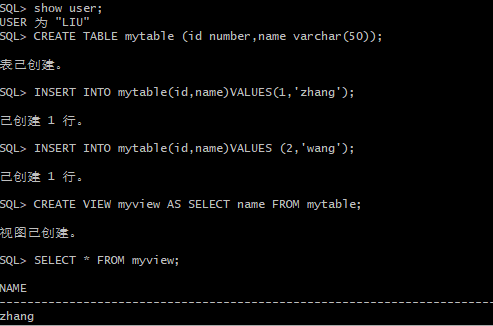 SQL> show user;
USER 为 "LIU"
SQL> CREATE TABLE mytable (id number,name varchar(50));
表已创建。
SQL> INSERT INTO mytable(id,name)VALUES(1,'zhang');
已创建 1 行。
SQL> INSERT INTO mytable(id,name)VALUES (2,'wang');
已创建 1 行。
SQL> CREATE VIEW myview AS SELECT name FROM mytable;
视图已创建。
SQL> SELECT * FROM myview;
NAME
--------------------------------------------------------------------------------
zhang